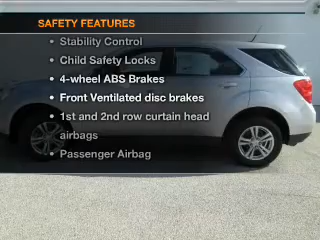 SAFETY FEATURES
• Stability Control
• Child Safety Locks
• 4-wheel ABS Brakes
• Front Ventilated disc brakes
• 1st and 2nd row curtain head
airbags
• Passenger Airbag